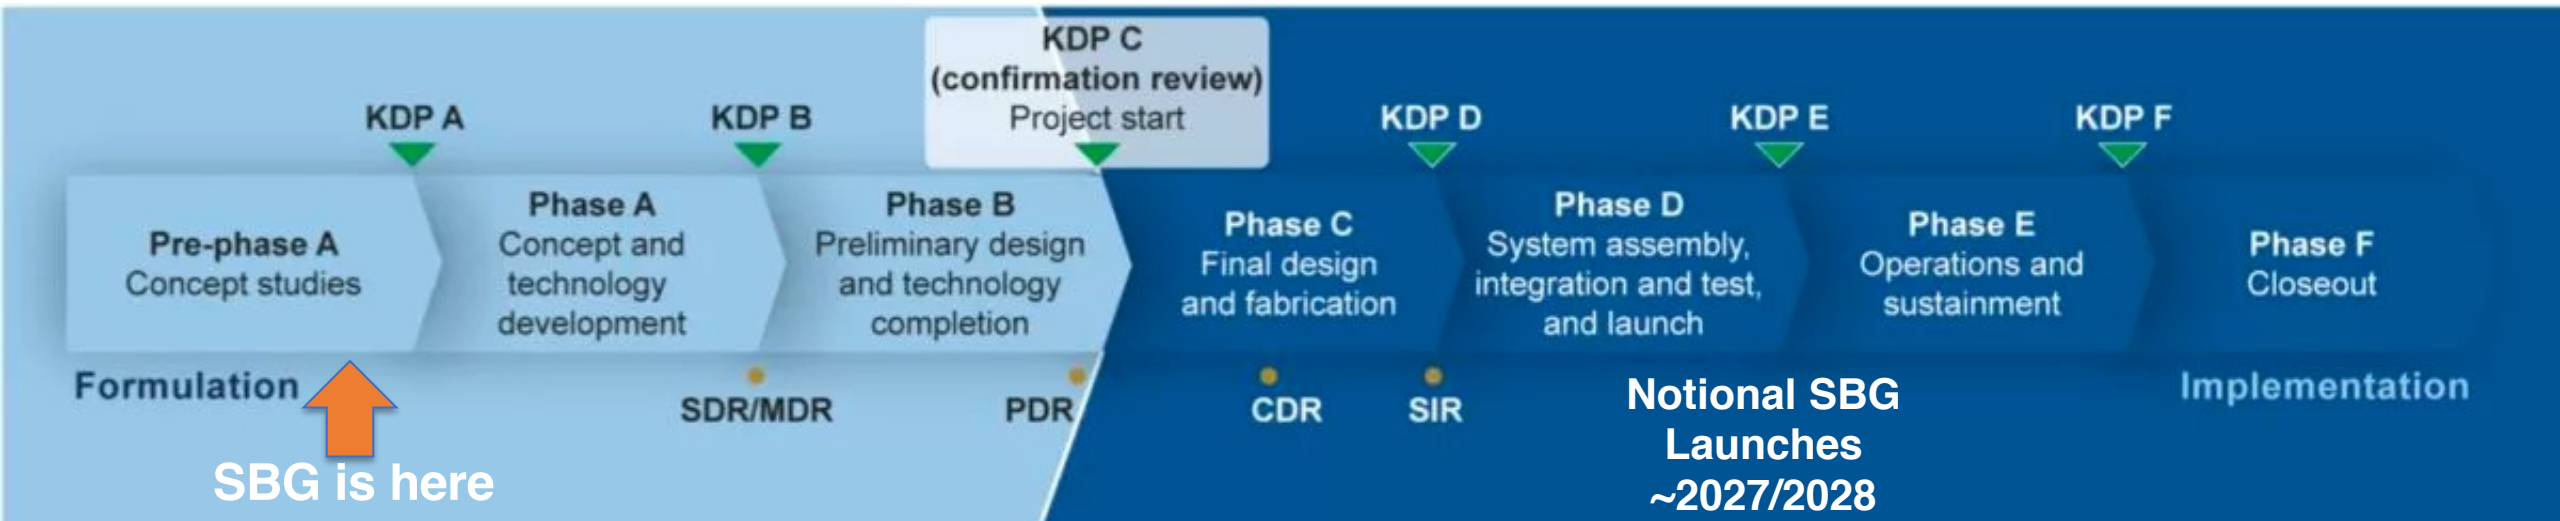 KDP A
KDP B
KDP C
(confirmation review)
Project start
KDP D
KDP E
KDP F
Pre-phase A
Concept studies
Phase A
Concept and
technology
development
Phase B
Preliminary design
and technology
completion
Phase C
Final design
and fabrication
Phase D
System assembly,
integration and test,
and launch
Phase E
Operations and
sustainment
Phase F
Closeout
Formulation
SDR/MDR
PDR
CDR
SIR
Implementation
SBG is here
Notional SBG
Launches
~2027/2028